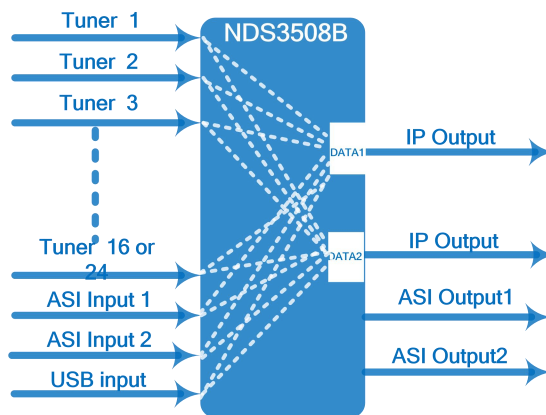 Tuner 1
NDS3508B
Tuner 2
Tuner 3
DATA1
IP Output
Tuner 16 or
24
DATA2
IP Output
ASI Input 1
ASI Output1
ASI Input 2
ASI Output2
USB input